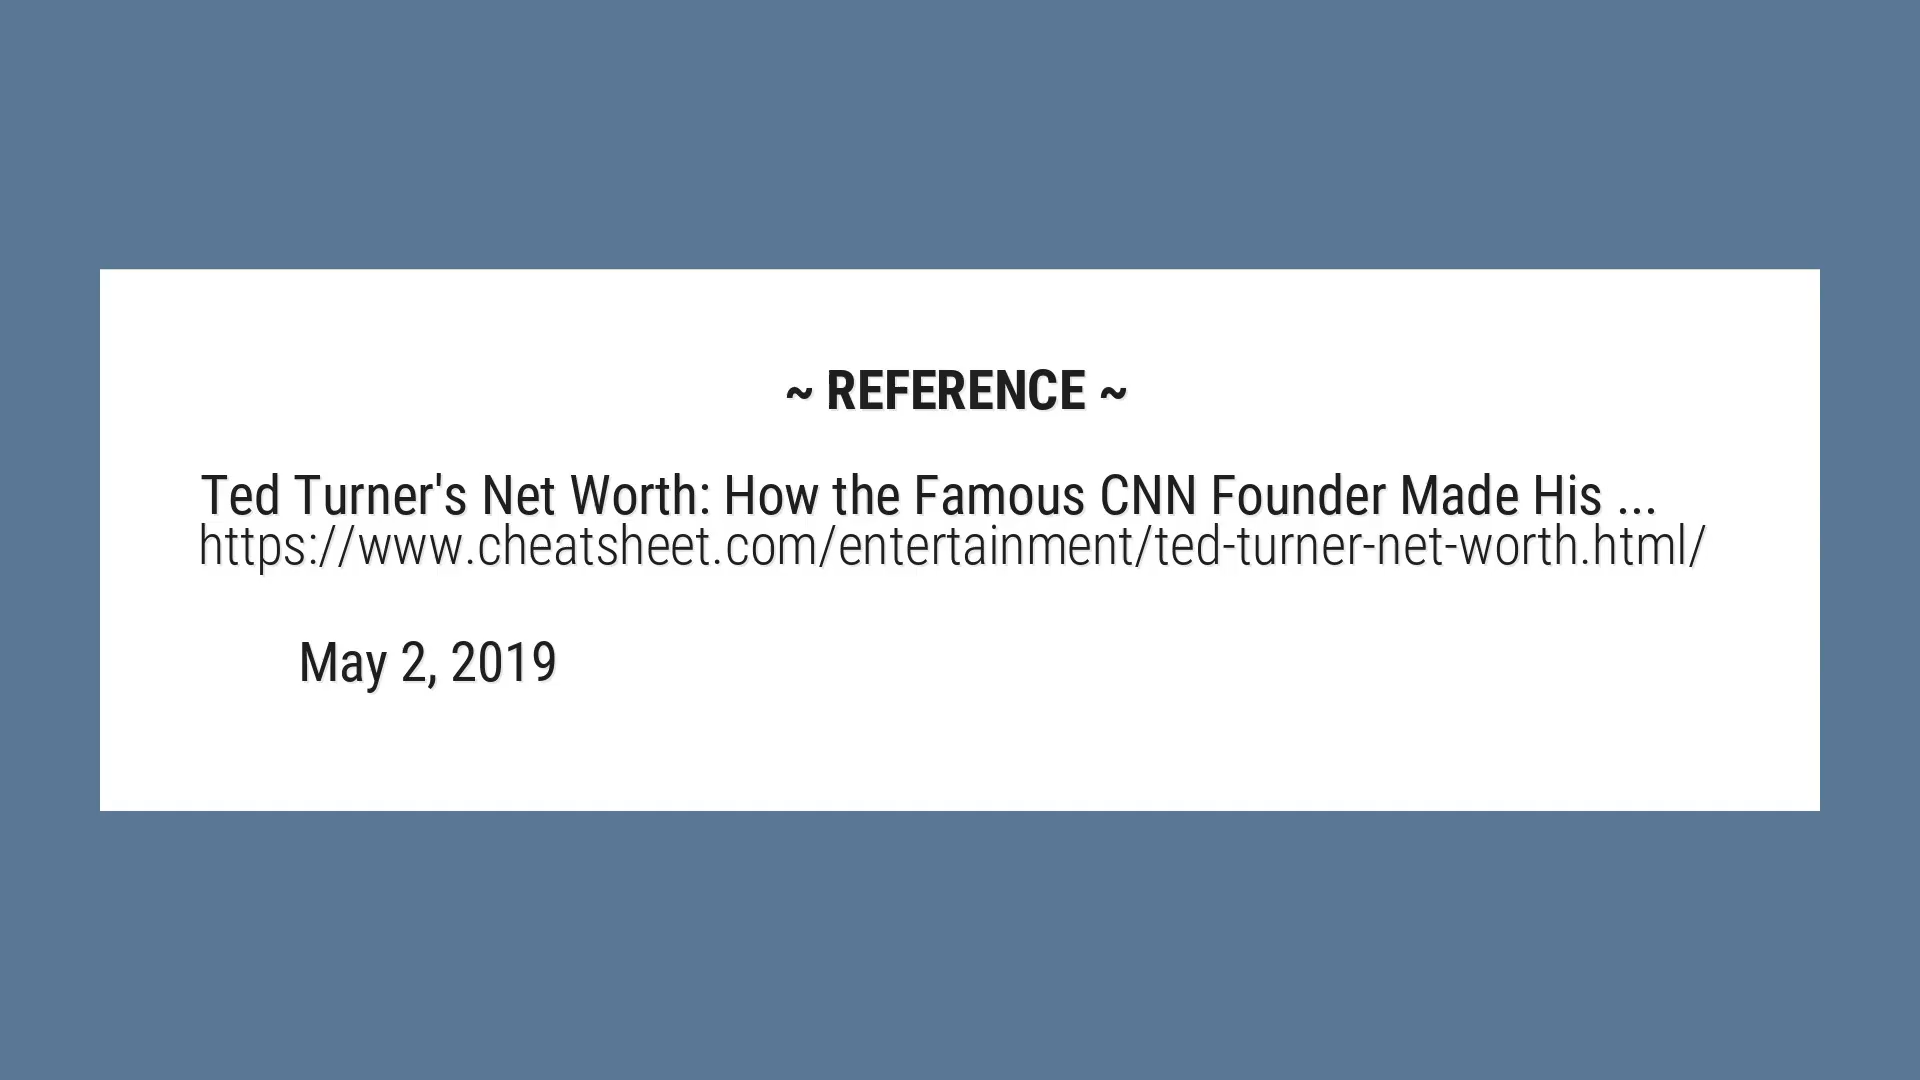 ~ REFERENCE ~
Ted Turner's Net Worth: How the Famous CNN Founder Made His ...
https://www.cheatsheet.com/entertainment/ted-turner-net-worth.html/
May 2, 2019